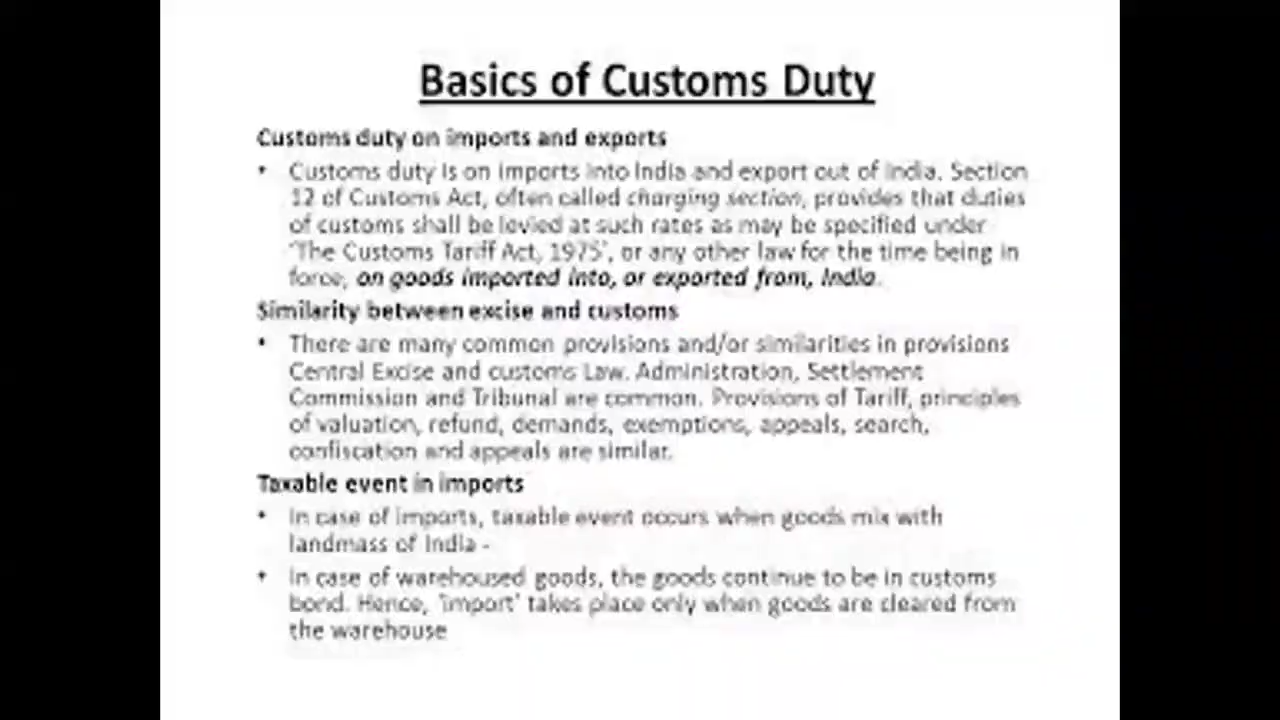 Basics of Customs Duty
Customs duty on imports and exports
• Customs duty is on imports into India and export out of India. Section
12 of Customs Act, often called charging section, provides that duties
of customs shall be levied at such rates as may be specified under
'The Customs Tariff Act, 1975', or any other law for the time being in
force, on goods imported into, or exported from, India.
Similarity between excise and customs
• There are many common provisions and/or similarities in provisions
Central Excise and customs Law. Administration, Settlement
Commission and Tribunal are common. Provisions of Tariff, principles
of valuation, refund, demands, exemptions, appeals, search,
confiscation and appeals are similar.
Taxable event in imports
• In case of imports, taxable event occurs when goods mix with
landmass of India -
• In case of warehoused goods, the goods continue to be in customs
bond. Hence, 'import' takes place only when goods are cleared from
the warehouse